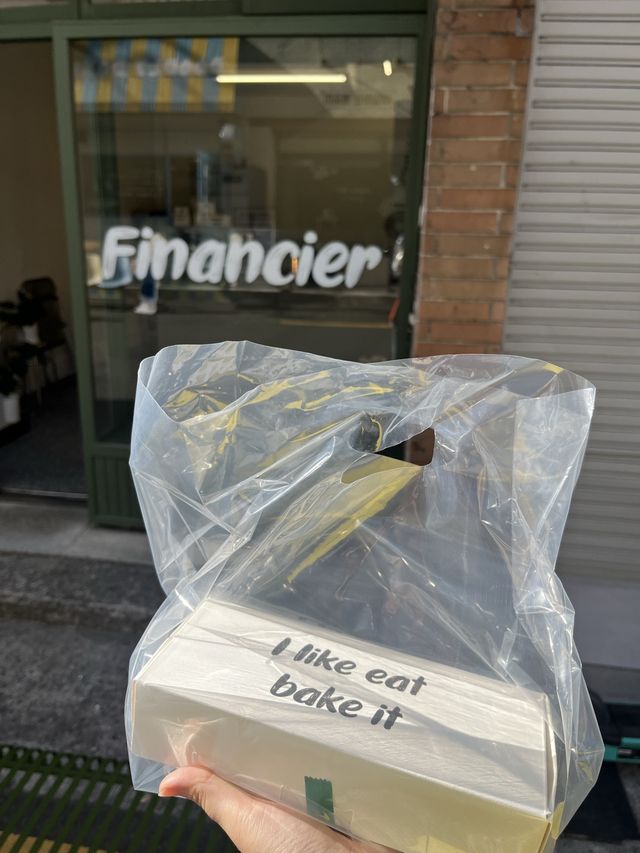 Financier
I like eat
bake it